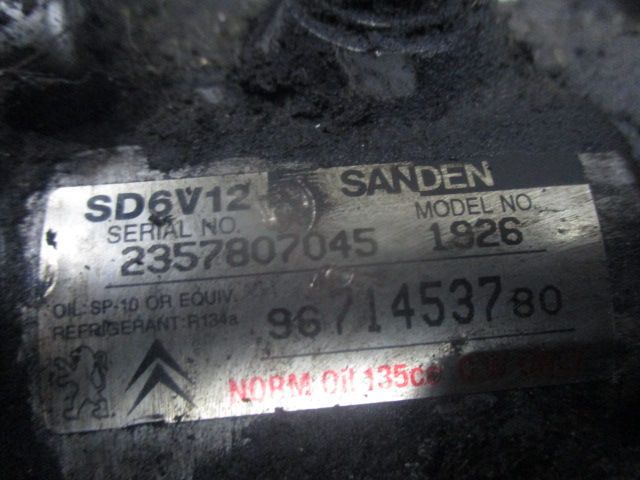 SD6V12 SANDEN
SERIAL NO. MODEL NO.
2357807045 1926
OIL: SP-10 OR EQUIV.
REFRIGERANT: R134a
9671453780
NORM Oil 135cc